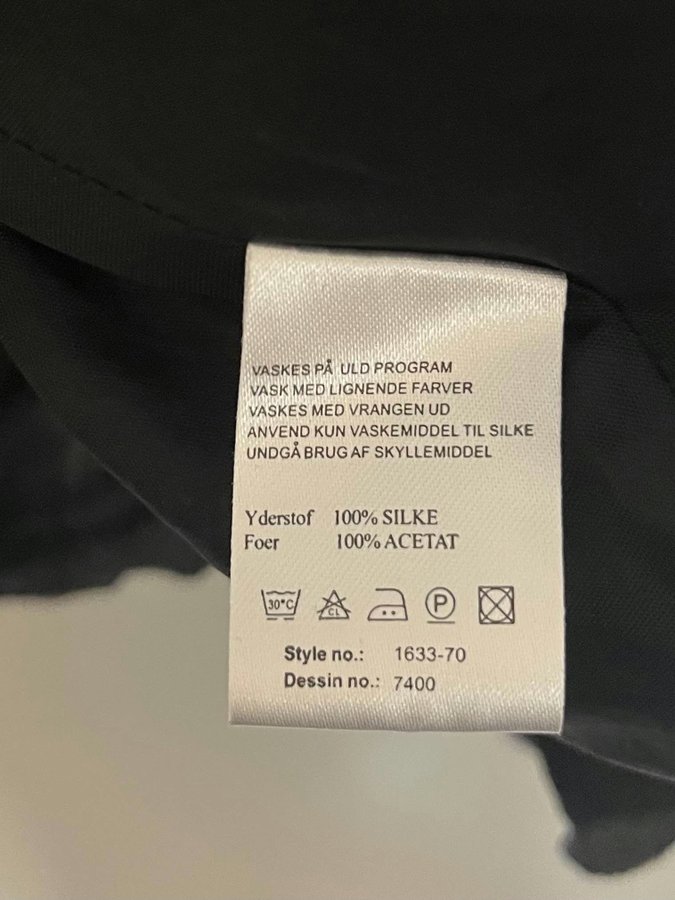 VASKES PÅ ULD PROGRAM
VASK MED LIGNENDE FARVER
VASKES MED VRANGEN UD
ANVEND KUN VASKEMIDDEL TIL SILKE
UNDGÅ BRUG AF SKYLLEMIDDEL
Yderstof 100% SILKE
Foer 100% ACETAT
30°C CL P
Style no.: 1633-70
Dessin no.: 7400